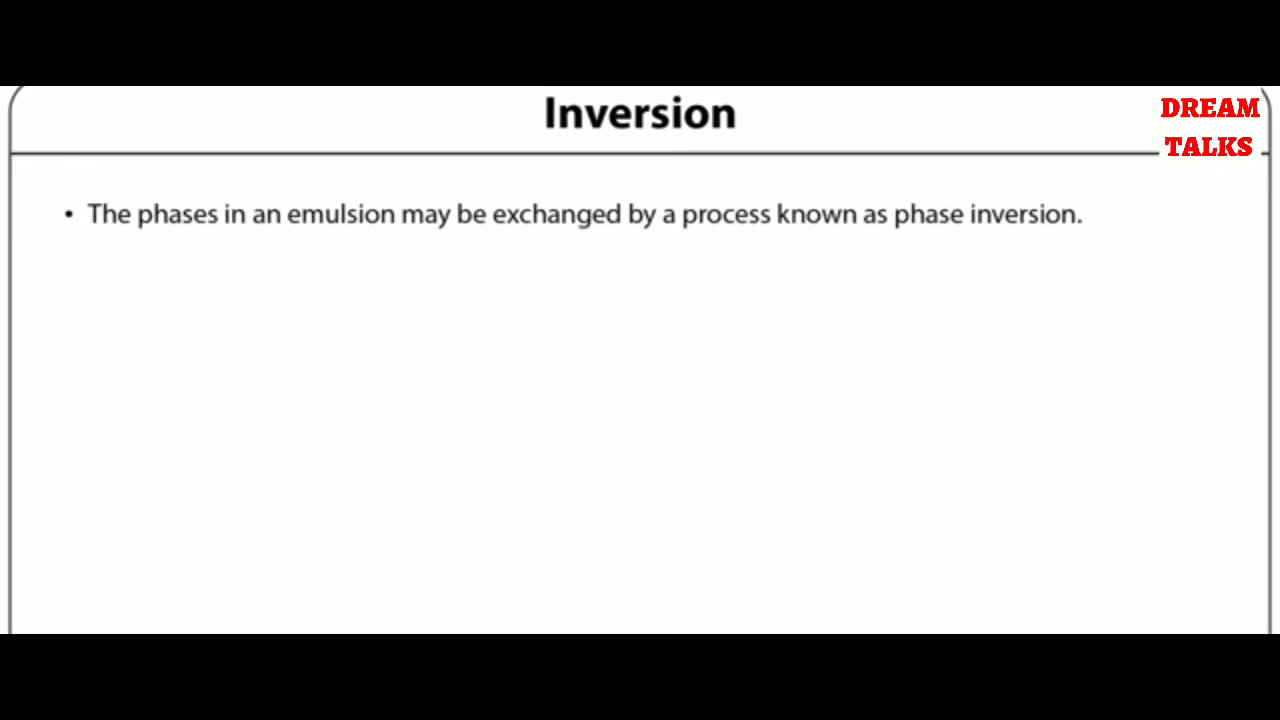 Inversion
DREAM
TALKS
• The phases in an emulsion may be exchanged by a process known as phase inversion.